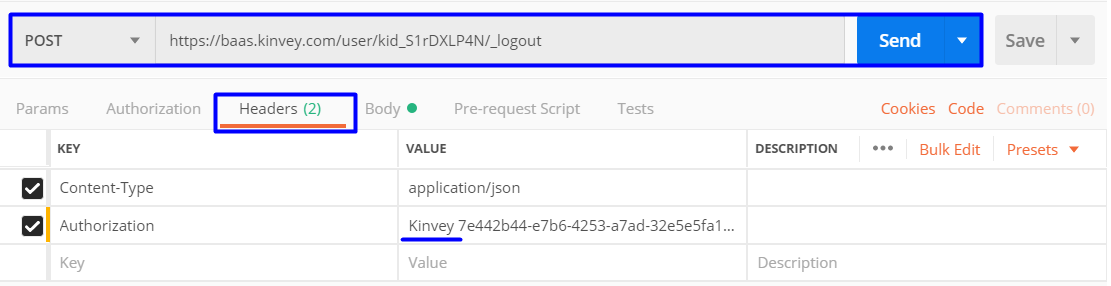 POST https://baas.kinvey.com/user/kid_S1rDXLP4N/_logout Send Save
Params Authorization Headers (2) Body Pre-request Script Tests Cookies Code Comments (0)
KEY VALUE DESCRIPTION ••• Bulk Edit Presets
Content-Type application/json
Authorization Kinvey 7e442b44-e7b6-4253-a7ad-32e5e5fa1...
Key Value Description